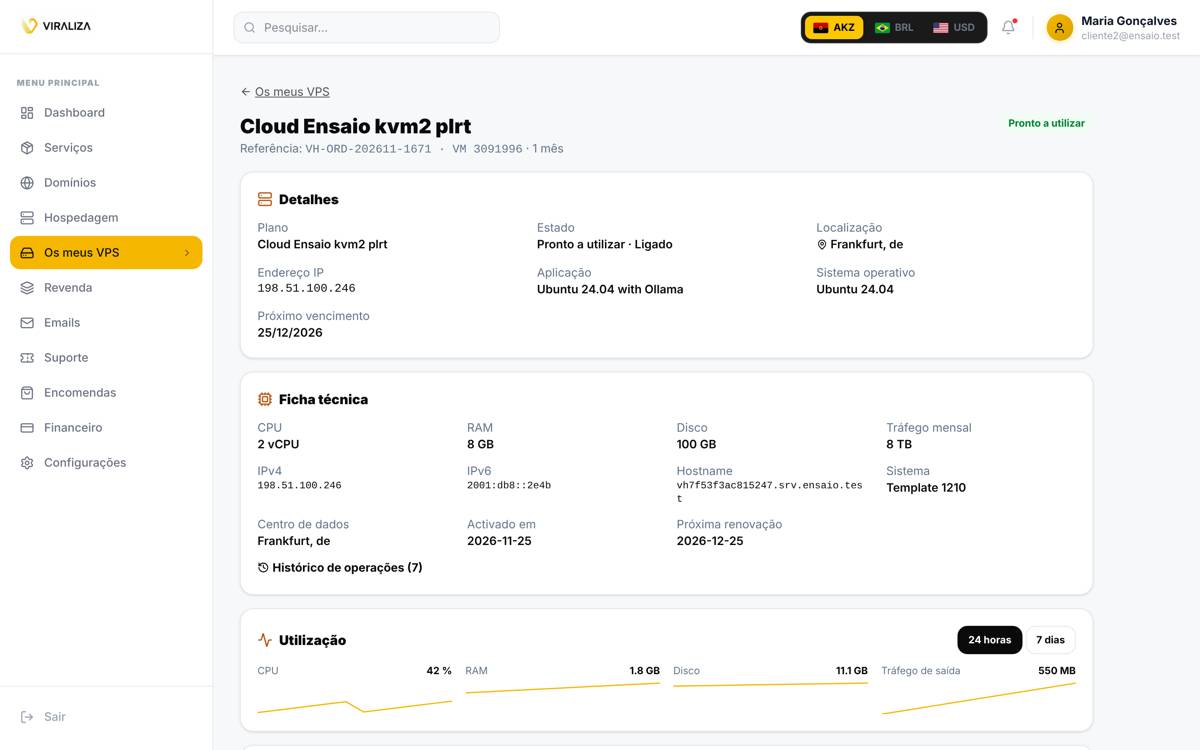 VIRALIZA
Pesquisar...
AKZ
BRL
USD
Maria Gonçalves
cliente2@ensaio.test
MENU PRINCIPAL
Dashboard
Serviços
Domínios
Hospedagem
Os meus VPS
Revenda
Emails
Suporte
Encomendas
Financeiro
Configurações
Sair
← Os meus VPS
Cloud Ensaio kvm2 plrt
Pronto a utilizar
Referência: VH-ORD-202611-1671 · VM 3091996 · 1 mês
Detalhes
Plano
Cloud Ensaio kvm2 plrt
Estado
Pronto a utilizar · Ligado
Localização
Frankfurt, de
Endereço IP
198.51.100.246
Aplicação
Ubuntu 24.04 with Ollama
Sistema operativo
Ubuntu 24.04
Próximo vencimento
25/12/2026
Ficha técnica
CPU
2 vCPU
RAM
8 GB
Disco
100 GB
Tráfego mensal
8 TB
IPv4
198.51.100.246
IPv6
2001:db8::2e4b
Hostname
vh7f53f3ac815247.srv.ensaio.tes
t
Sistema
Template 1210
Centro de dados
Frankfurt, de
Activado em
2026-11-25
Próxima renovação
2026-12-25
Histórico de operações (7)
Utilização
24 horas
7 dias
CPU 42 %
RAM 1.8 GB
Disco 11.1 GB
Tráfego de saída 550 MB